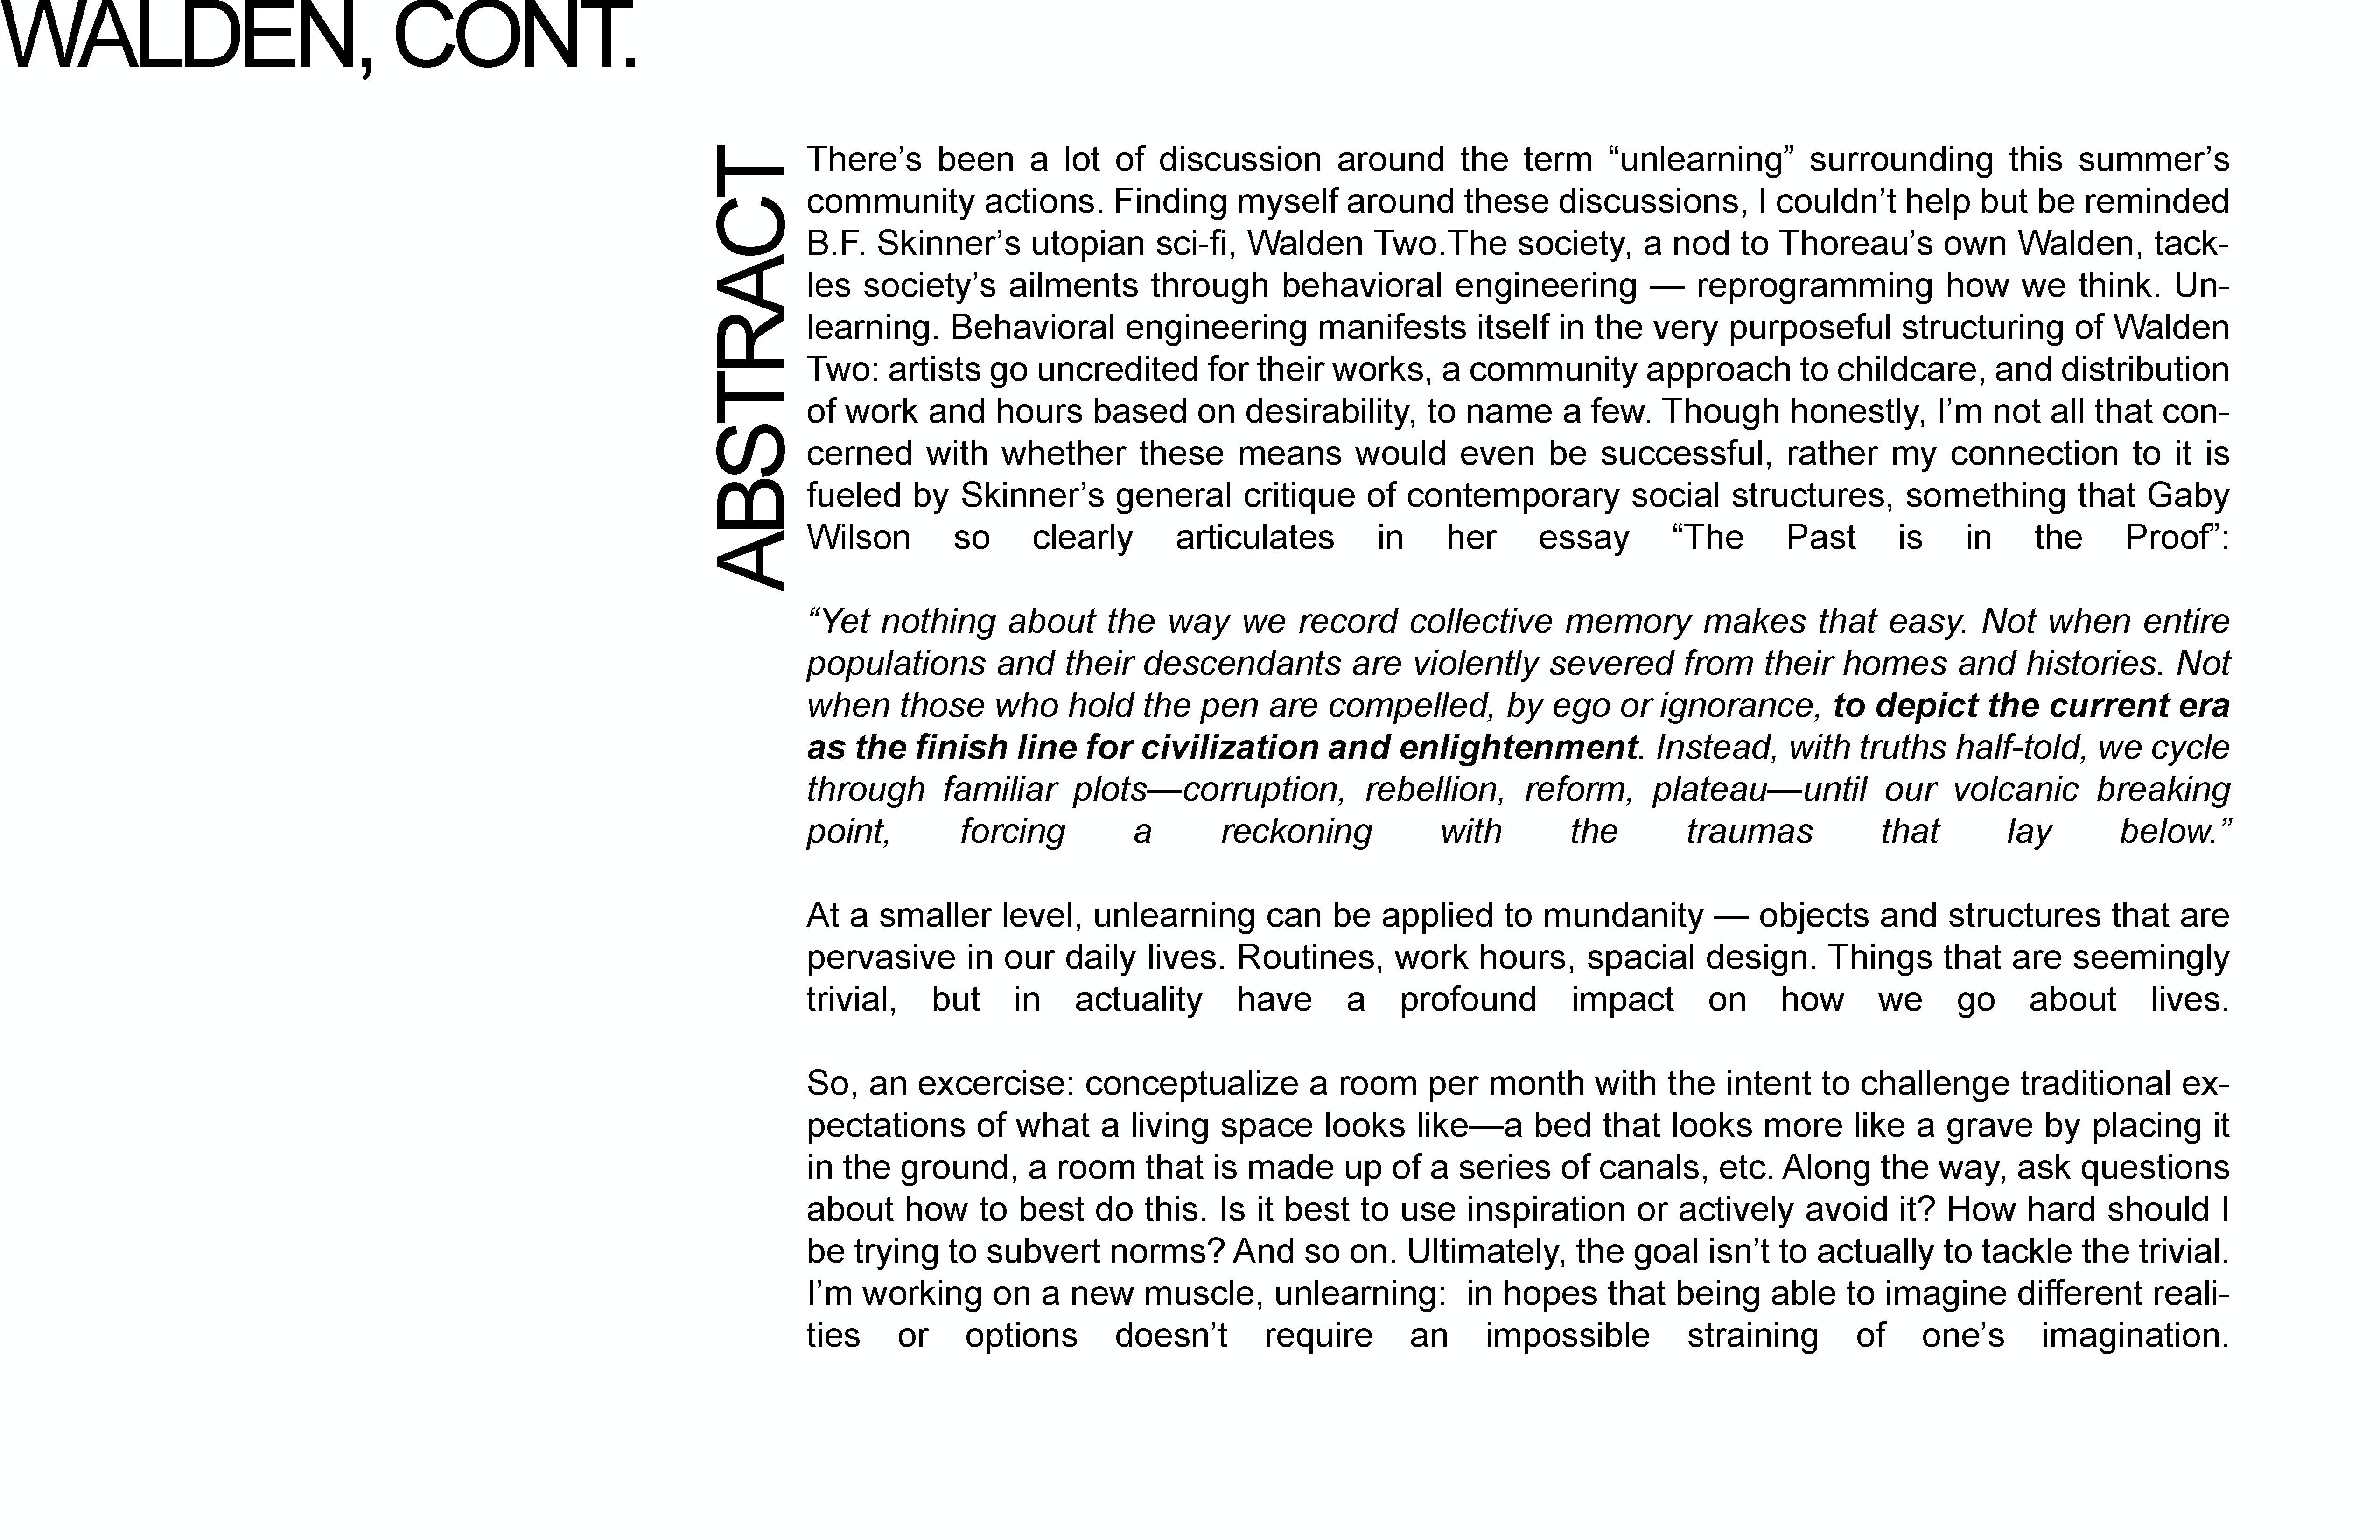 WALDEN, CONT.
ABSTRACT
There’s been a lot of discussion around the term “unlearning” surrounding this summer’s
community actions. Finding myself around these discussions, I couldn’t help but be reminded
B.F. Skinner’s utopian sci-fi, Walden Two.The society, a nod to Thoreau’s own Walden, tack-
les society’s ailments through behavioral engineering — reprogramming how we think. Un-
learning. Behavioral engineering manifests itself in the very purposeful structuring of Walden
Two: artists go uncredited for their works, a community approach to childcare, and distribution
of work and hours based on desirability, to name a few. Though honestly, I’m not all that con-
cerned with whether these means would even be successful, rather my connection to it is
fueled by Skinner’s general critique of contemporary social structures, something that Gaby
Wilson so clearly articulates in her essay “The Past is in the Proof”:
“Yet nothing about the way we record collective memory makes that easy. Not when entire
populations and their descendants are violently severed from their homes and histories. Not
when those who hold the pen are compelled, by ego or ignorance, to depict the current era
as the finish line for civilization and enlightenment. Instead, with truths half-told, we cycle
through familiar plots—corruption, rebellion, reform, plateau—until our volcanic breaking
point, forcing a reckoning with the traumas that lay below.”
At a smaller level, unlearning can be applied to mundanity — objects and structures that are
pervasive in our daily lives. Routines, work hours, spacial design. Things that are seemingly
trivial, but in actuality have a profound impact on how we go about lives.
So, an excercise: conceptualize a room per month with the intent to challenge traditional ex-
pectations of what a living space looks like—a bed that looks more like a grave by placing it
in the ground, a room that is made up of a series of canals, etc. Along the way, ask questions
about how to best do this. Is it best to use inspiration or actively avoid it? How hard should I
be trying to subvert norms? And so on. Ultimately, the goal isn’t to actually to tackle the trivial.
I’m working on a new muscle, unlearning:  in hopes that being able to imagine different reali-
ties or options doesn’t require an impossible straining of one’s imagination.